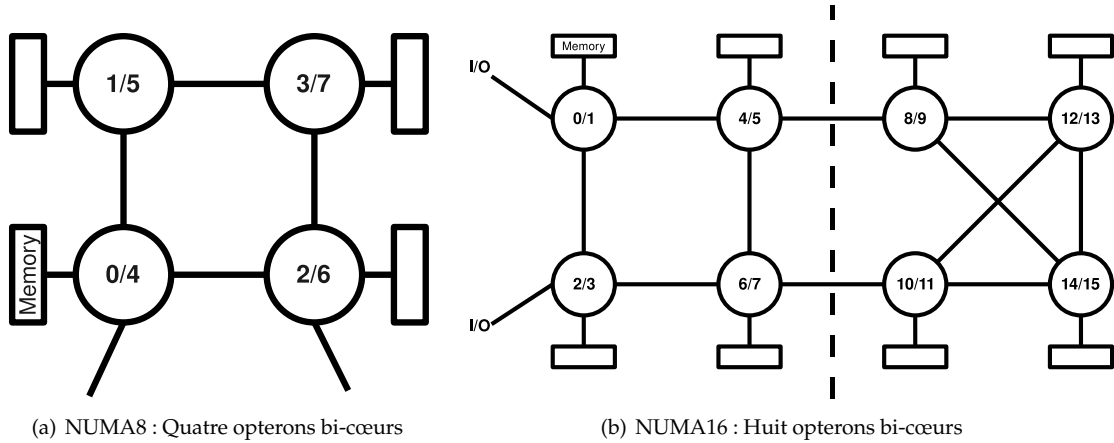 1/5
3/7
0/4
2/6
Memory
(a) NUMA8 : Quatre opterons bi-cœurs
Memory
I/O
0/1
4/5
8/9
12/13
2/3
6/7
10/11
14/15
I/O
(b) NUMA16 : Huit opterons bi-cœurs